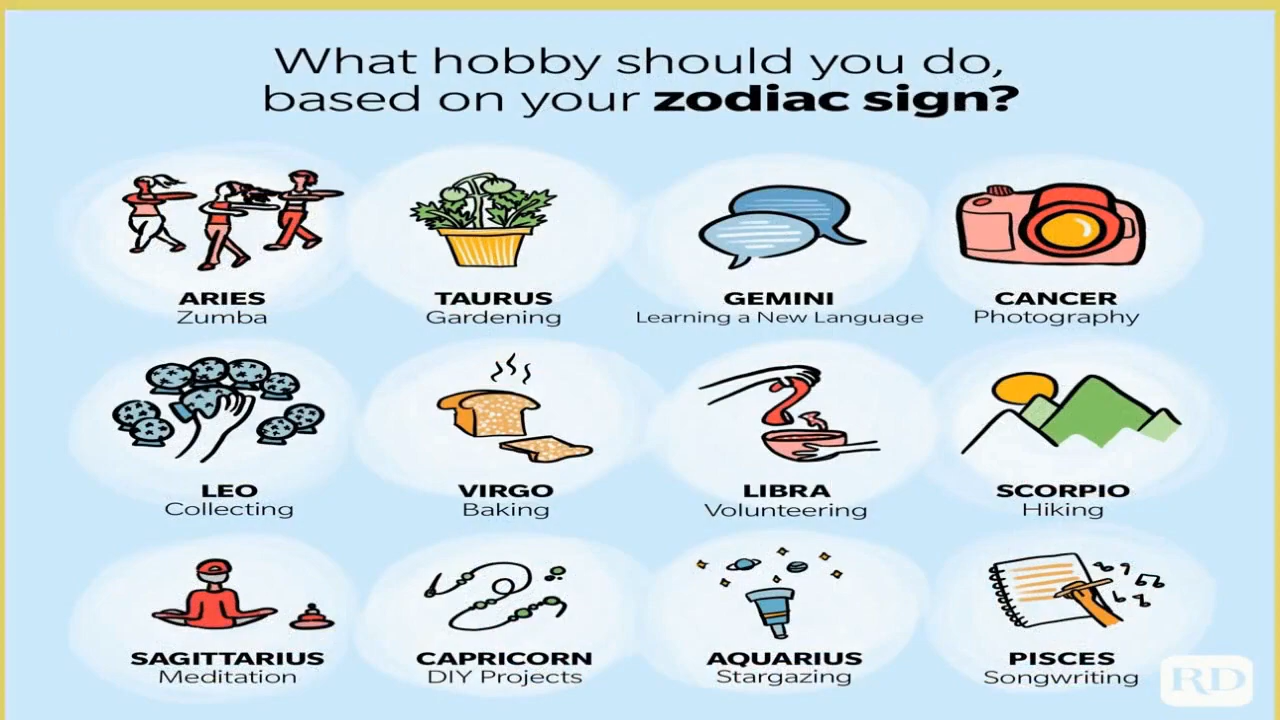 What hobby should you do,
based on your zodiac sign?
ARIES
Zumba
TAURUS
Gardening
GEMINI
Learning a New Language
CANCER
Photography
LEO
Collecting
VIRGO
Baking
LIBRA
Volunteering
SCORPIO
Hiking
SAGITTARIUS
Meditation
CAPRICORN
DIY Projects
AQUARIUS
Stargazing
PISCES
Songwriting
RD